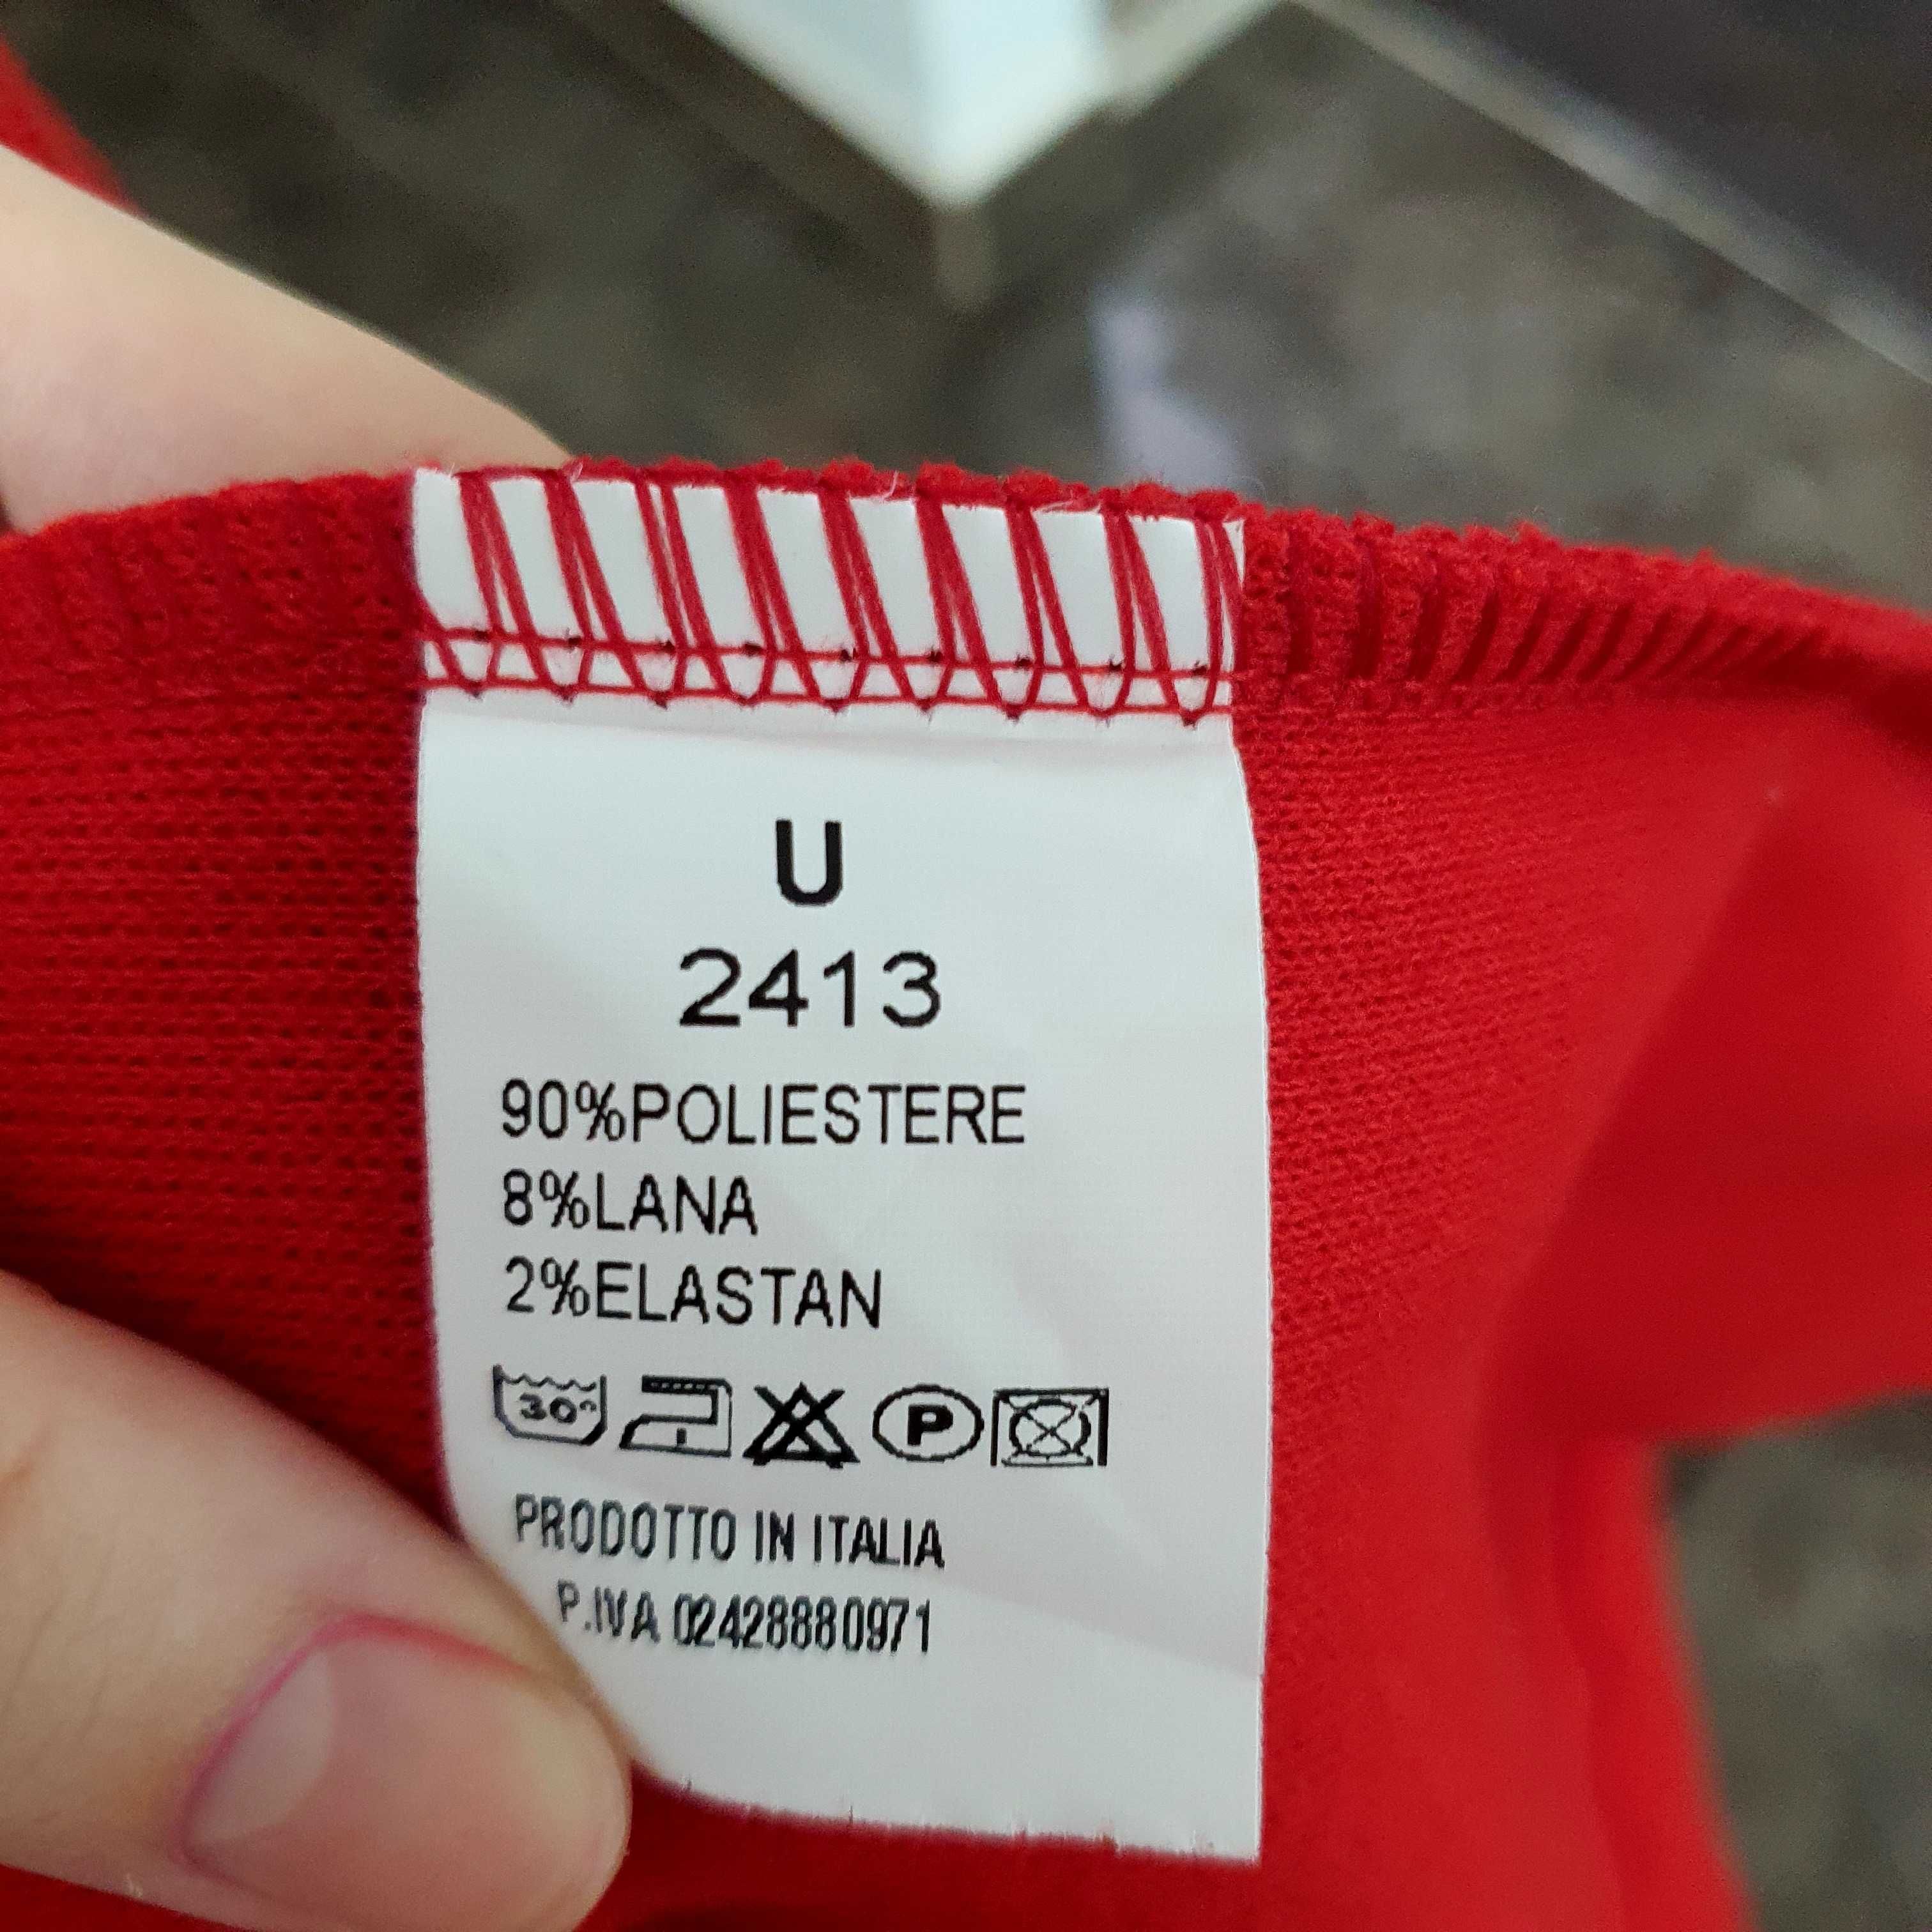 U
2413
90%POLIESTERE
8%LANA
2%ELASTAN
30° P
PRODOTTO IN ITALIA
P.IVA 02428880971